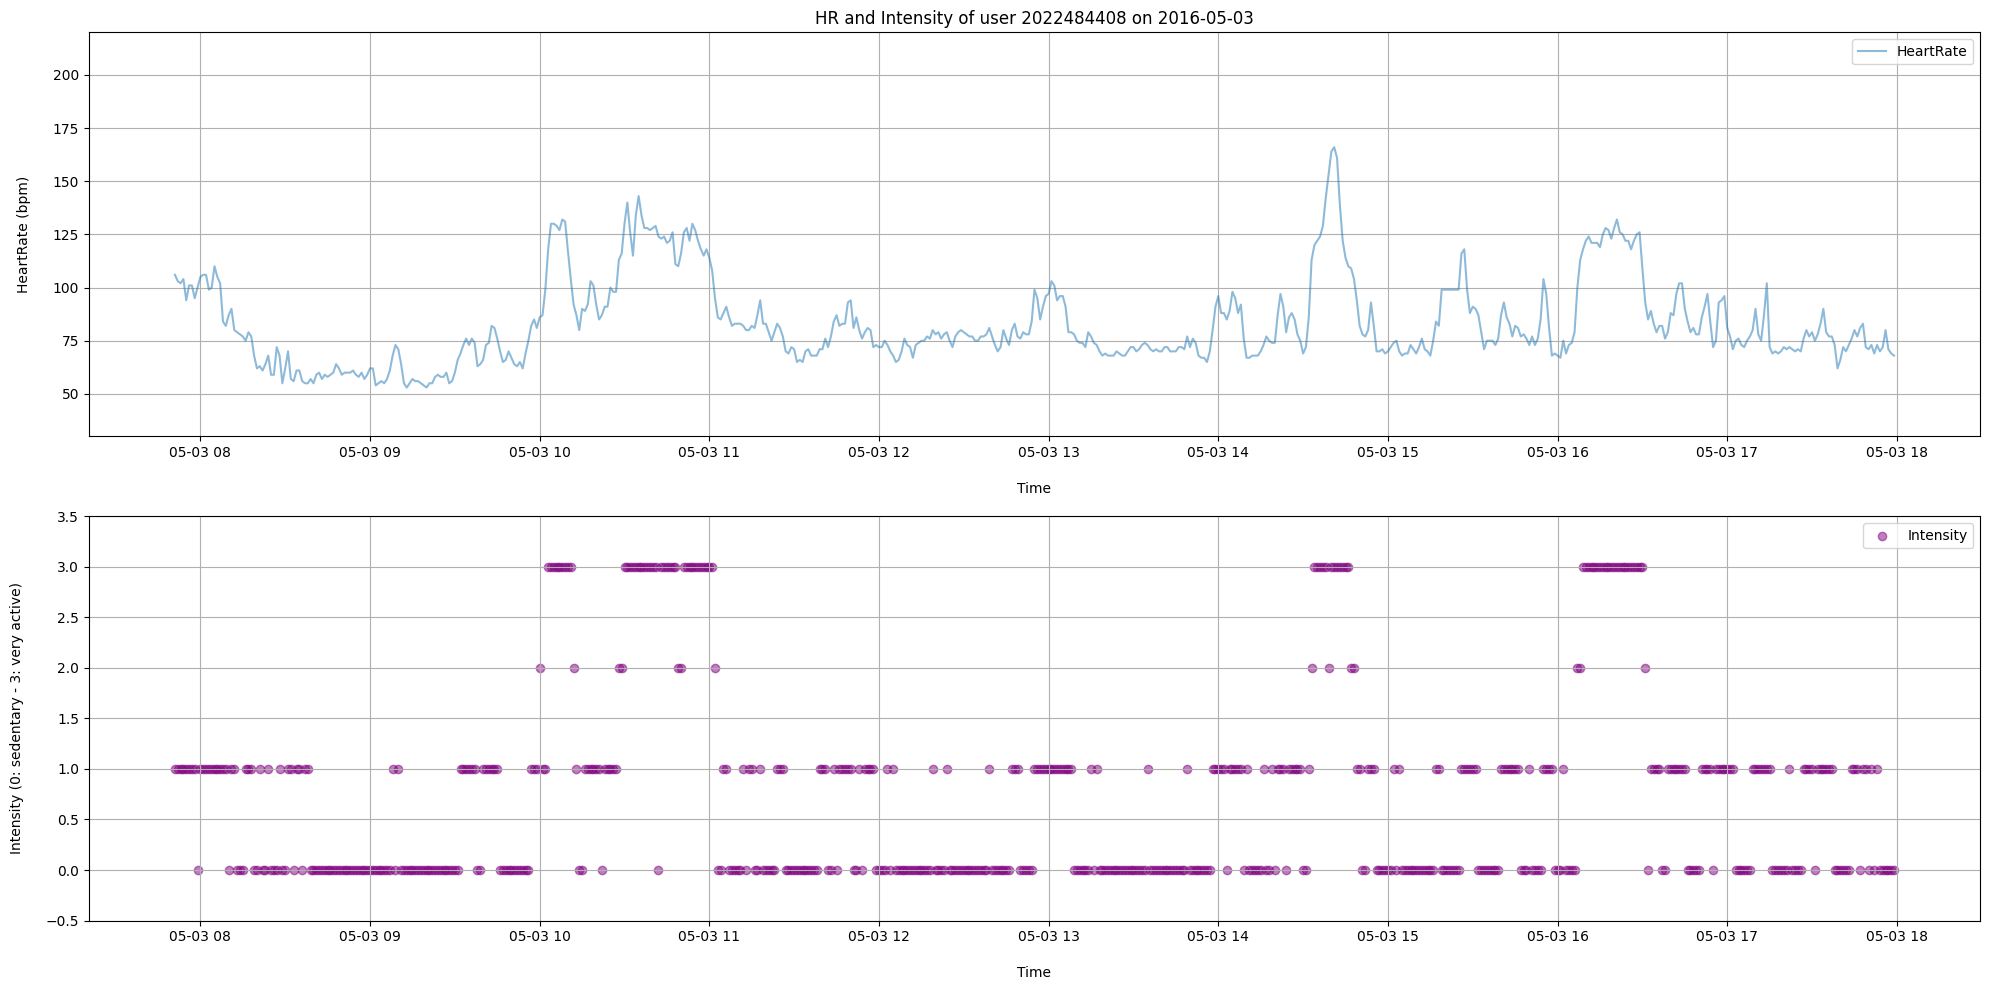 HR and Intensity of user 2022484408 on 2016-05-03
HeartRate
200
175
150
125
100
75
50
HeartRate (bpm)
05-03 08 05-03 09 05-03 10 05-03 11 05-03 12 05-03 13 05-03 14 05-03 15 05-03 16 05-03 17 05-03 18
Time
Intensity
3.5
3.0
2.5
2.0
1.5
1.0
0.5
0.0
−0.5
Intensity (0: sedentary - 3: very active)
05-03 08 05-03 09 05-03 10 05-03 11 05-03 12 05-03 13 05-03 14 05-03 15 05-03 16 05-03 17 05-03 18
Time